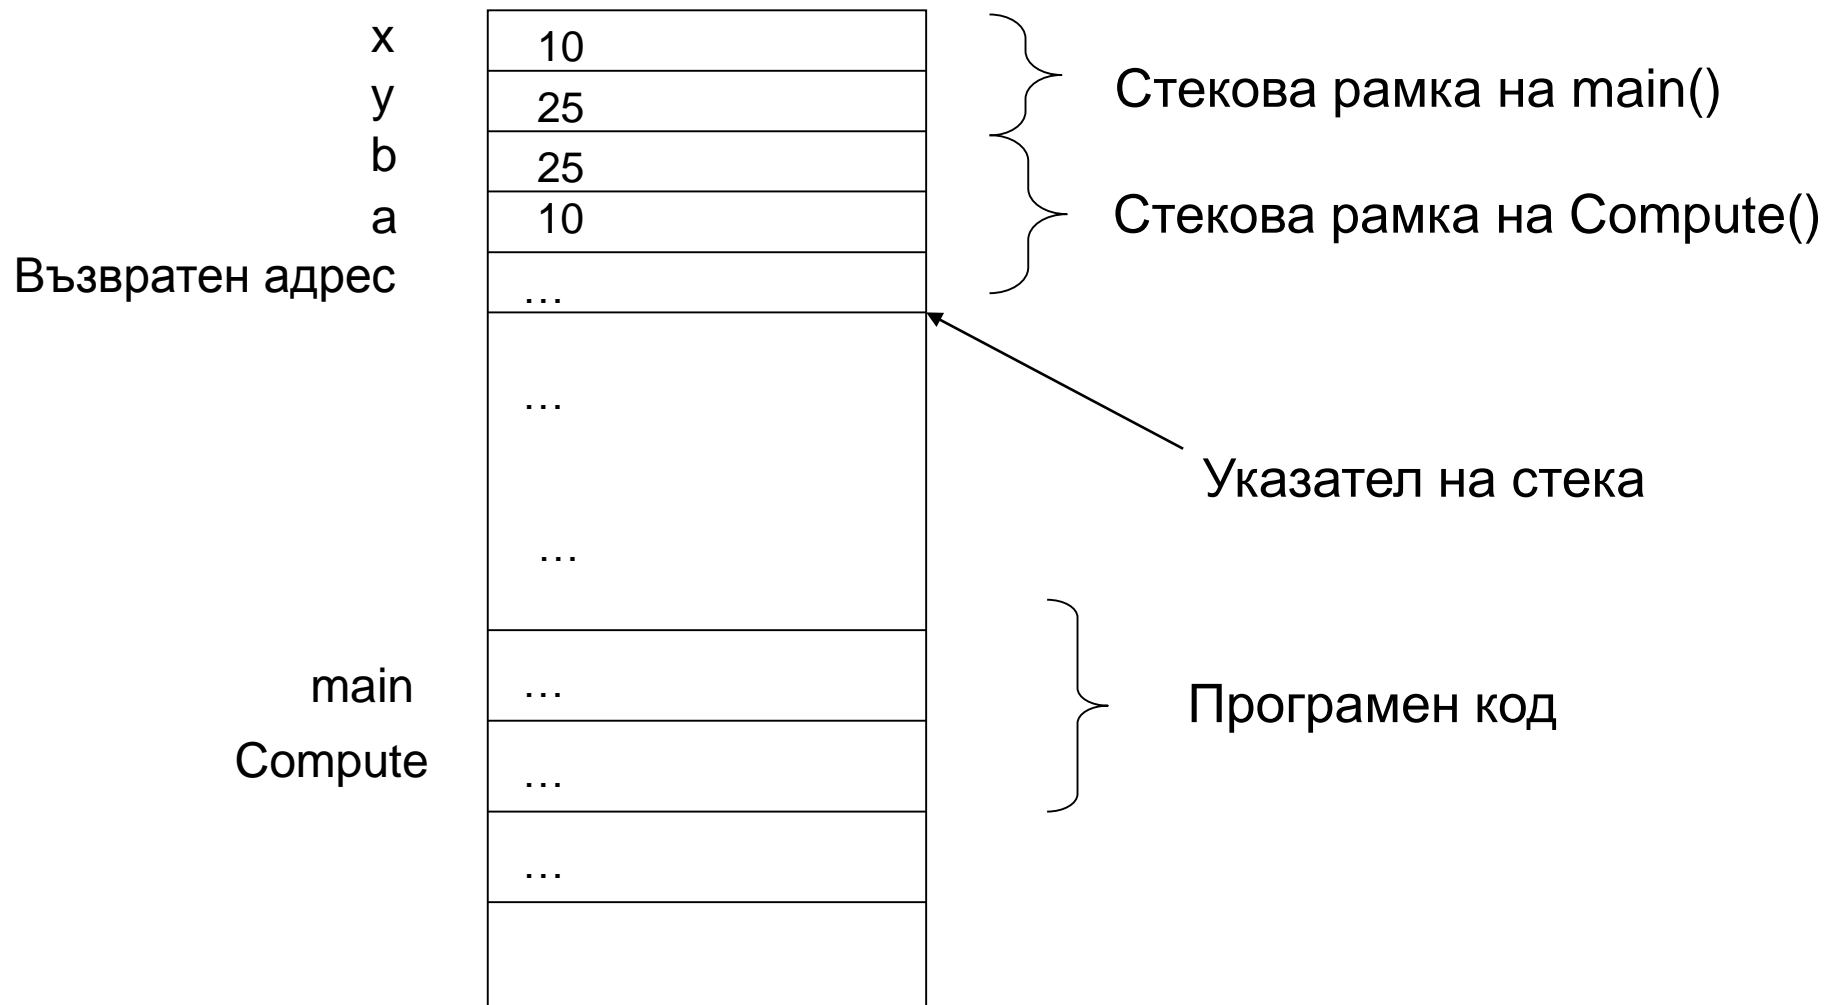 x
10
y
25
Стекова рамка на main()
b
25
a
10
Стекова рамка на Compute()
Възвратен адрес
...
...
Указател на стека
...
main
...
Програмен код
Compute
...
...